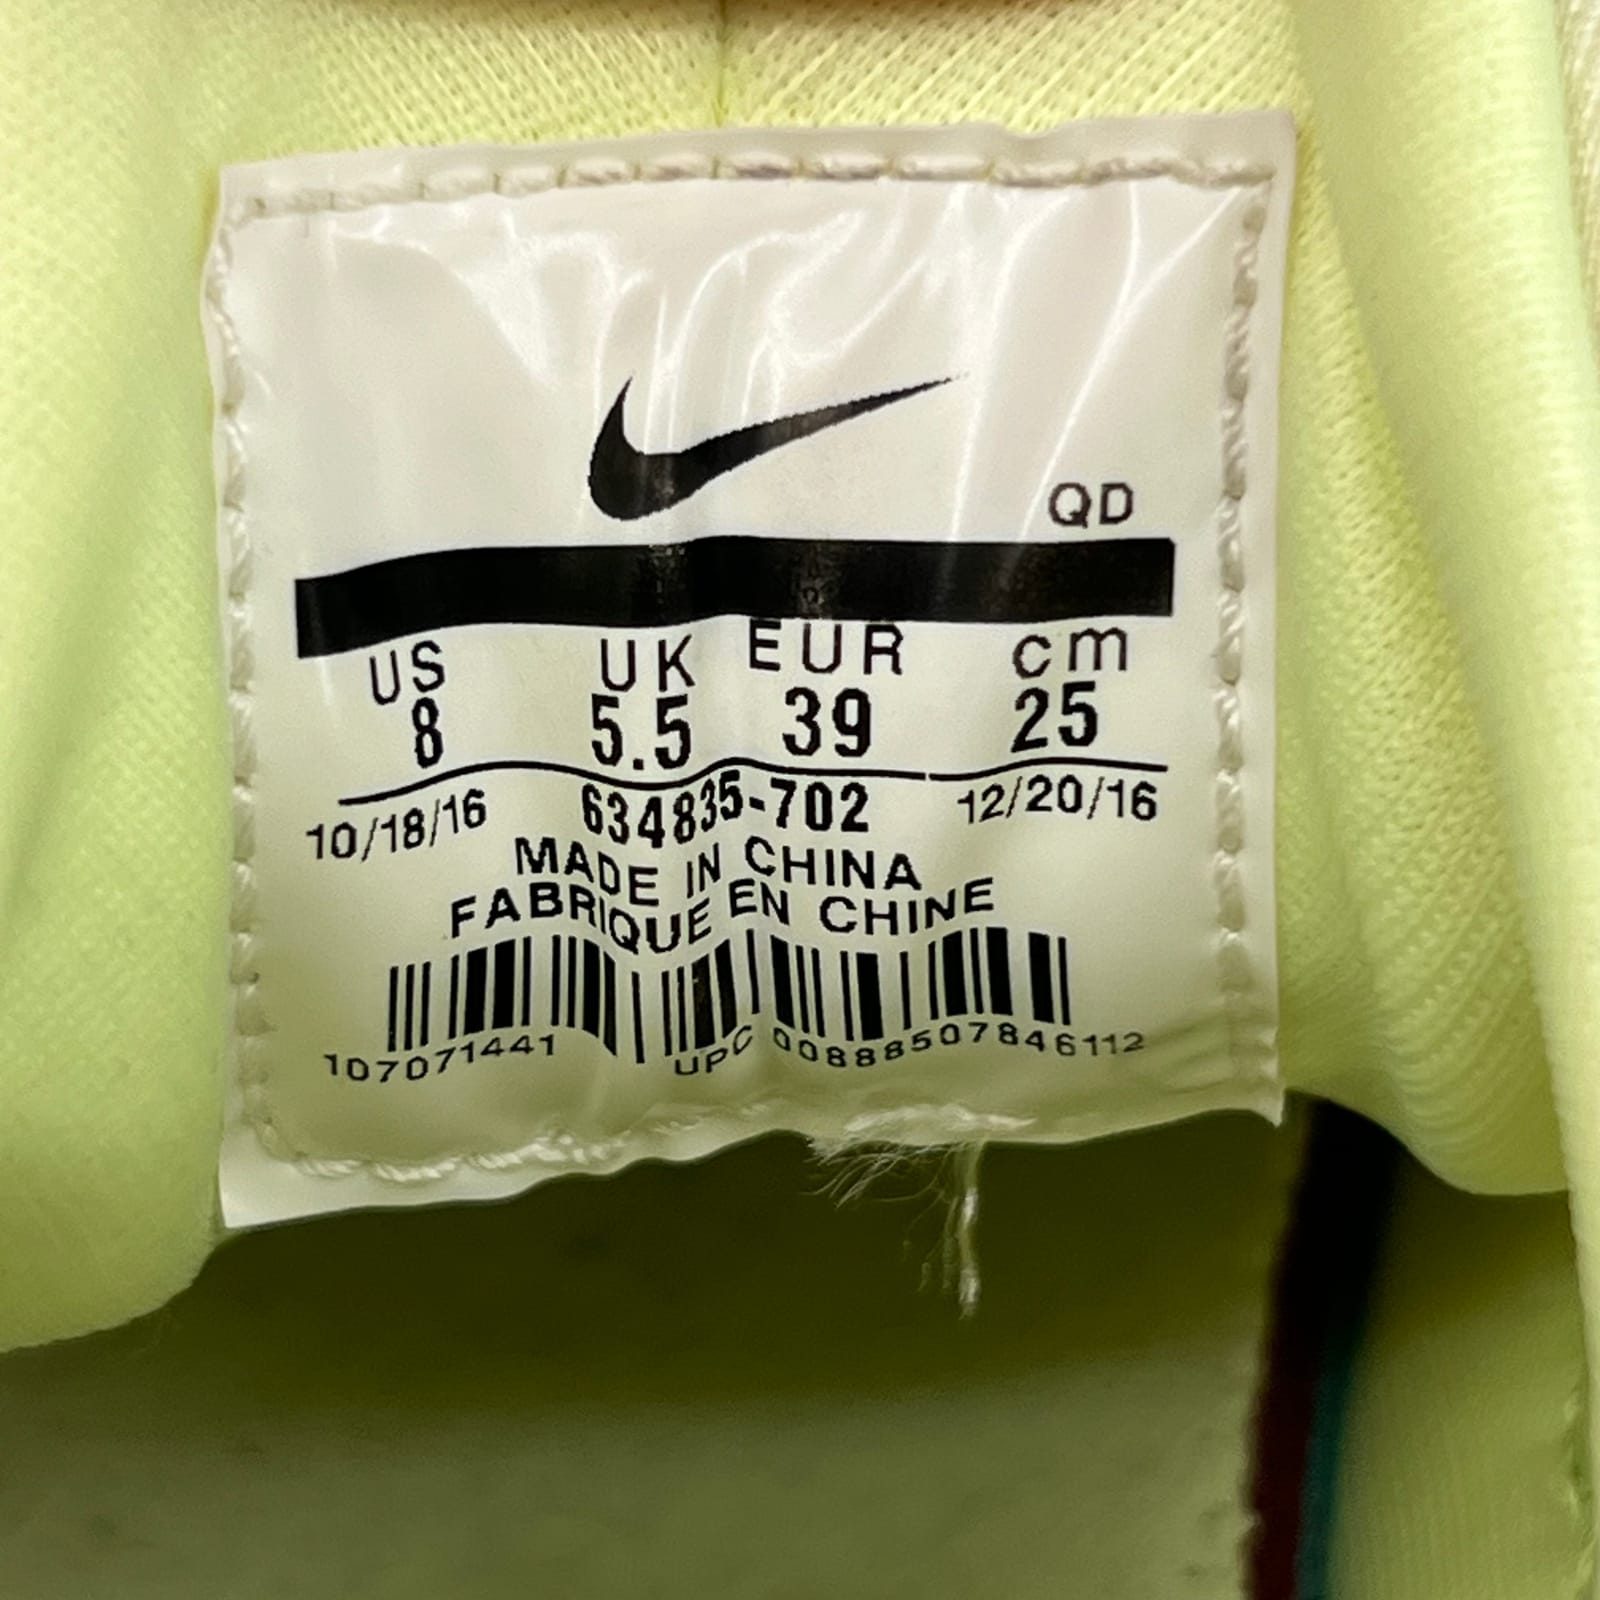 QD
US UK EUR cm
8 5.5 39 25
10/18/16 634835-702 12/20/16
MADE IN CHINA
FABRIQUE EN CHINE
107071441 UPC 00888507846112